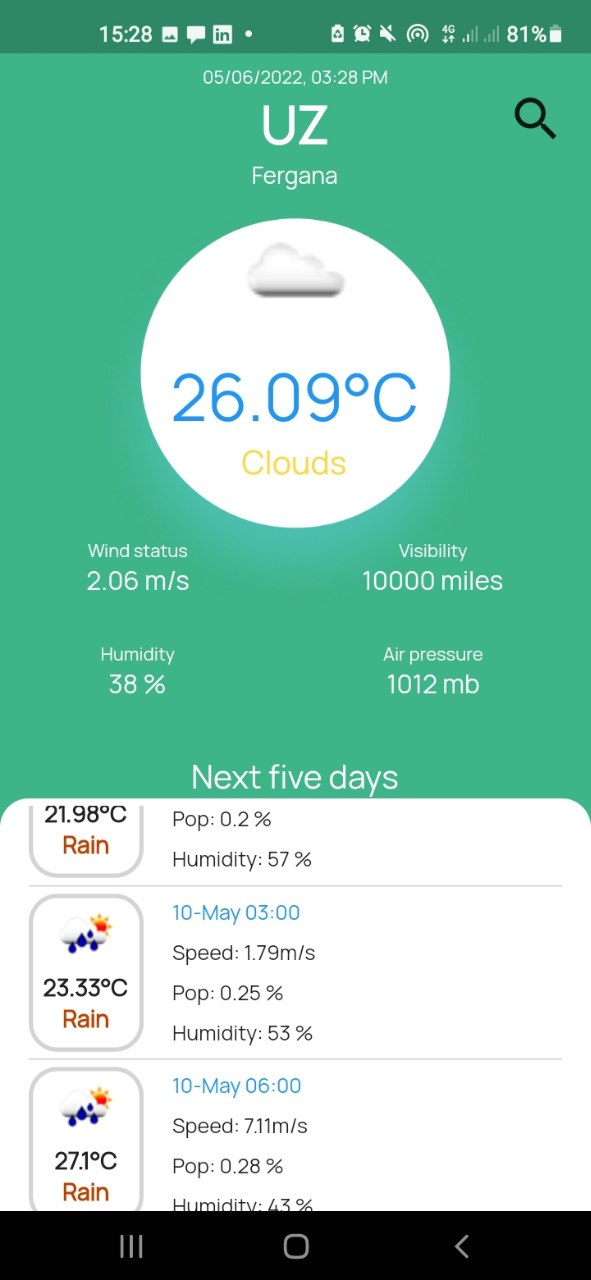 15:28 in 4G 81%
05/06/2022, 03:28 PM
UZ
Fergana
26.09°C
Clouds
Wind status
2.06 m/s
Visibility
10000 miles
Humidity
38 %
Air pressure
1012 mb
Next five days
21.98°C
Rain
Pop: 0.2 %
Humidity: 57 %
10-May 03:00
23.33°C
Rain
Speed: 1.79m/s
Pop: 0.25 %
Humidity: 53 %
10-May 06:00
27.1°C
Rain
Speed: 7.11m/s
Pop: 0.28 %
Humidity: 43 %